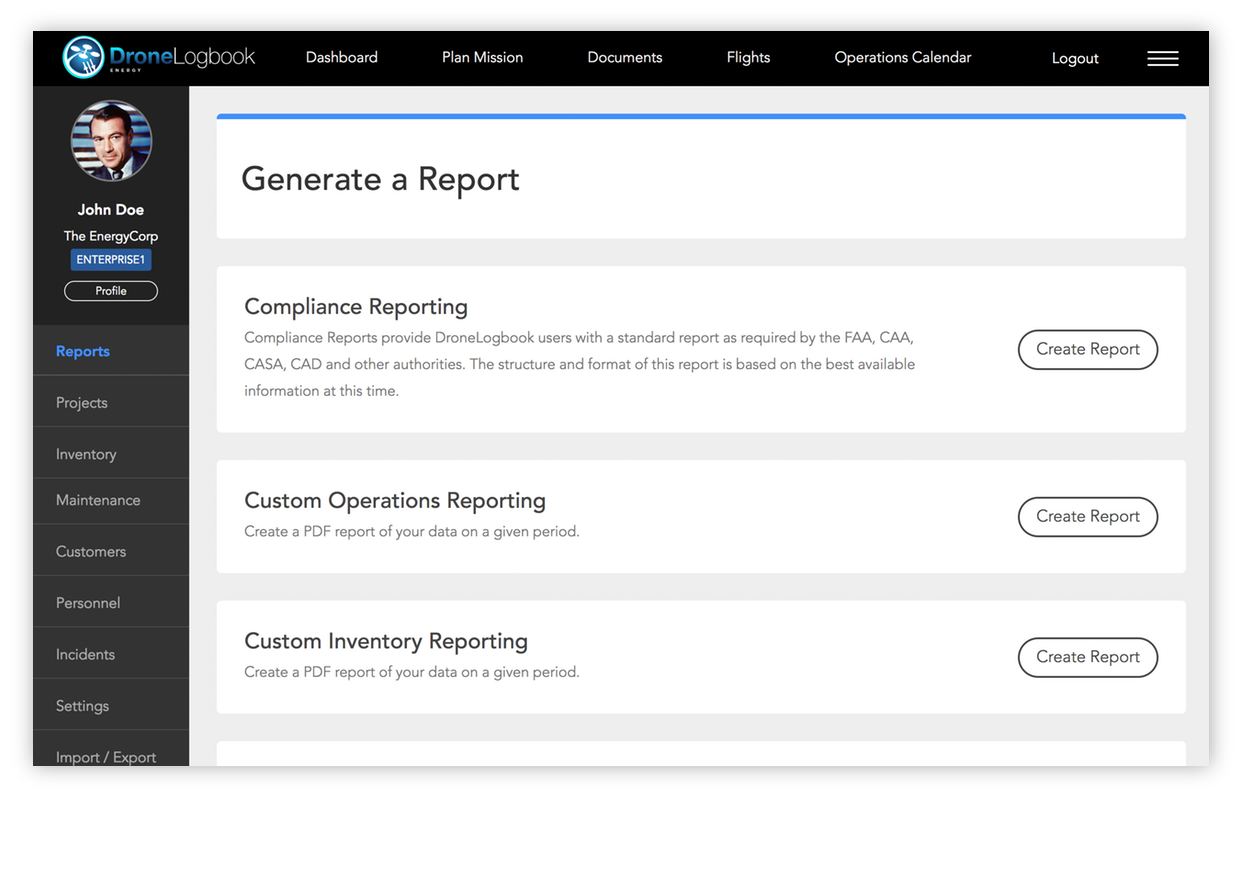 DroneLogbook
ENERGY
Dashboard
Plan Mission
Documents
Flights
Operations Calendar
Logout
John Doe
The EnergyCorp
ENTERPRISE1
Profile
Reports
Projects
Inventory
Maintenance
Customers
Personnel
Incidents
Settings
Import / Export
Generate a Report
Compliance Reporting
Compliance Reports provide DroneLogbook users with a standard report as required by the FAA, CAA,
CASA, CAD and other authorities. The structure and format of this report is based on the best available
information at this time.
Create Report
Custom Operations Reporting
Create a PDF report of your data on a given period.
Create Report
Custom Inventory Reporting
Create a PDF report of your data on a given period.
Create Report